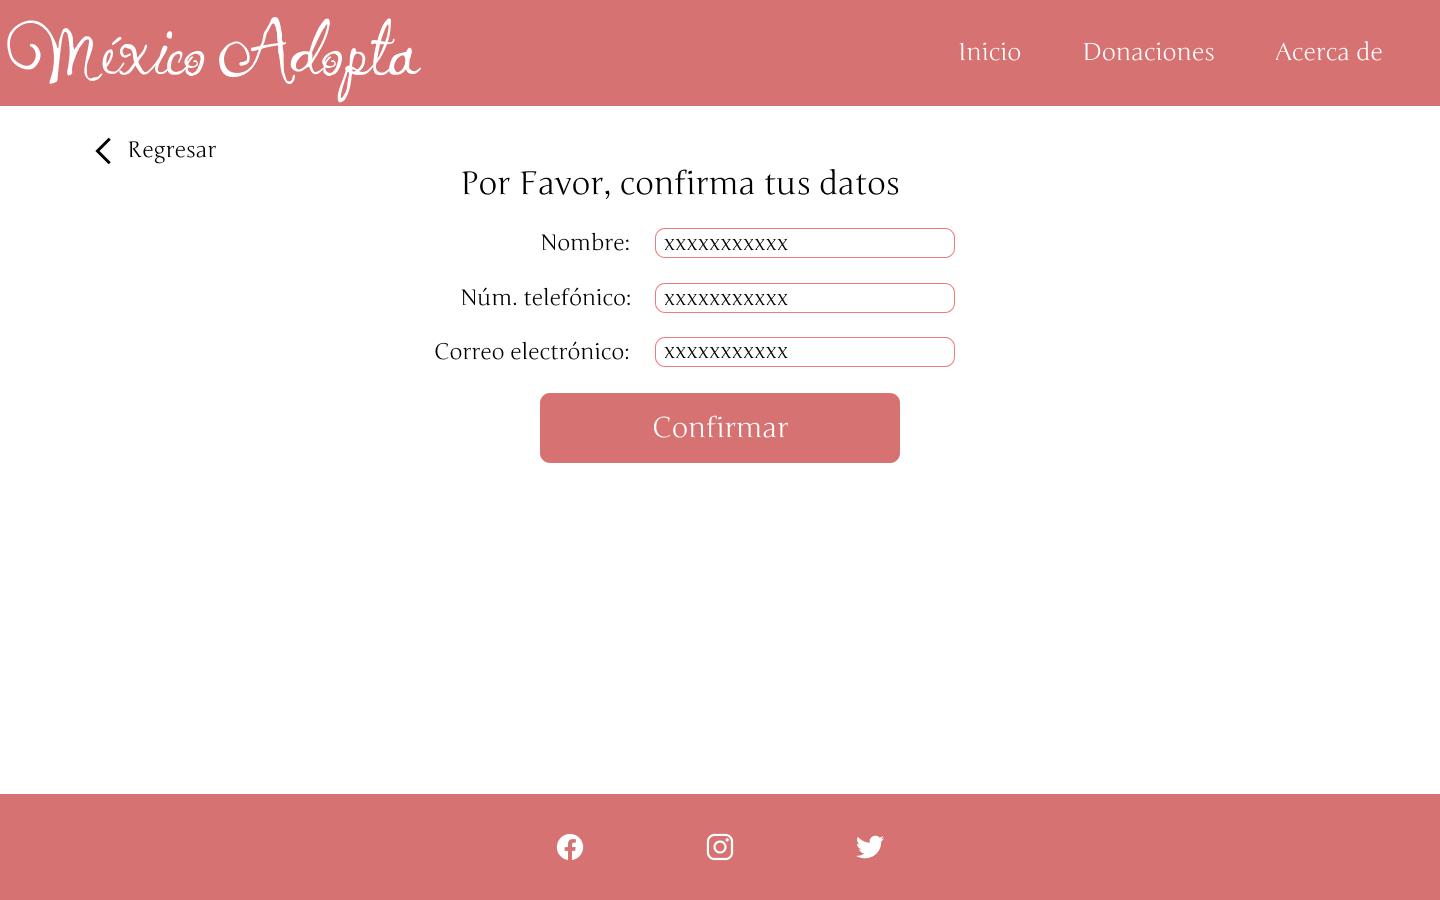 México Adopta
Inicio
Donaciones
Acerca de
Regresar
Por Favor, confirma tus datos
Nombre: xxxxxxxxxxx
Núm. telefónico: xxxxxxxxxxx
Correo electrónico: xxxxxxxxxxx
Confirmar